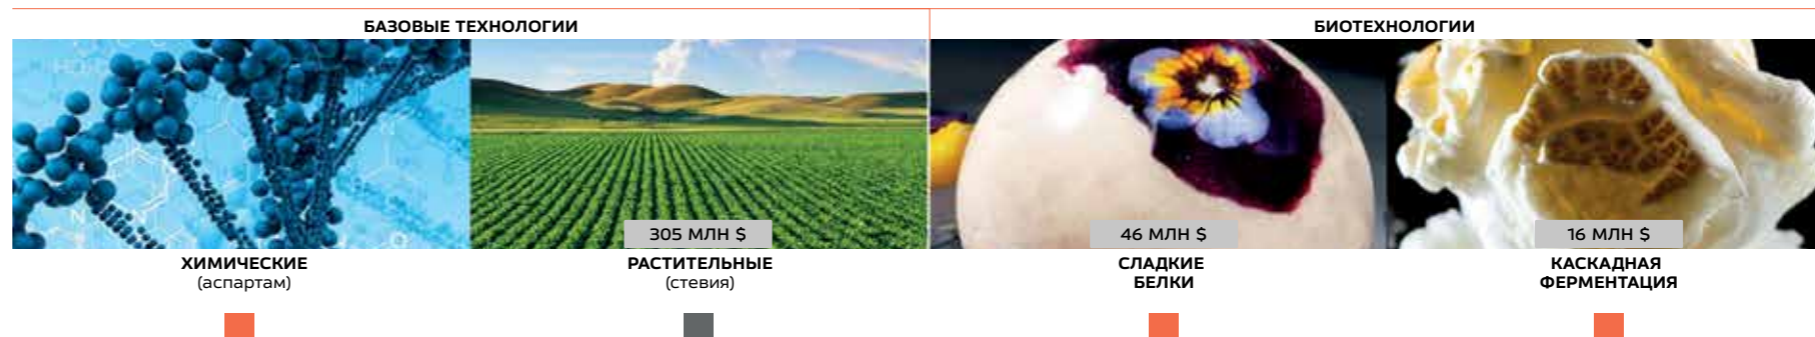 БАЗОВЫЕ ТЕХНОЛОГИИ
БИОТЕХНОЛОГИИ
305 МЛН $
46 МЛН $
16 МЛН $
ХИМИЧЕСКИЕ
(аспартам)
РАСТИТЕЛЬНЫЕ
(стевия)
СЛАДКИЕ
БЕЛКИ
КАСКАДНАЯ
ФЕРМЕНТАЦИЯ